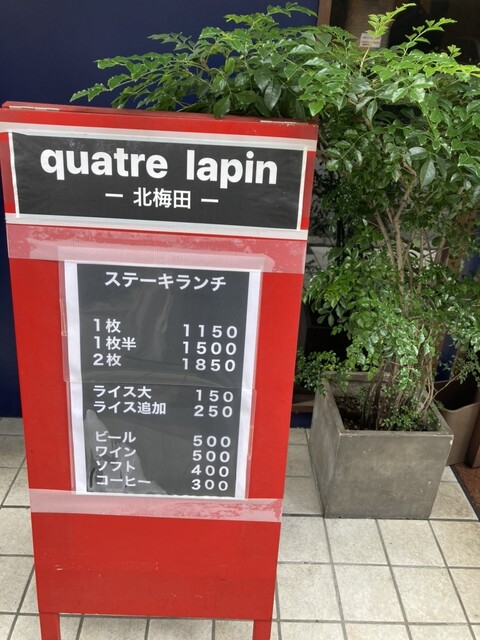 quatre lapin
ー 北梅田 ー
ステーキランチ
1枚 1150
1枚半 1500
2枚 1850
ライス大 150
ライス追加 250
ビール 500
ワイン 500
ソフト 400
コーヒー 300